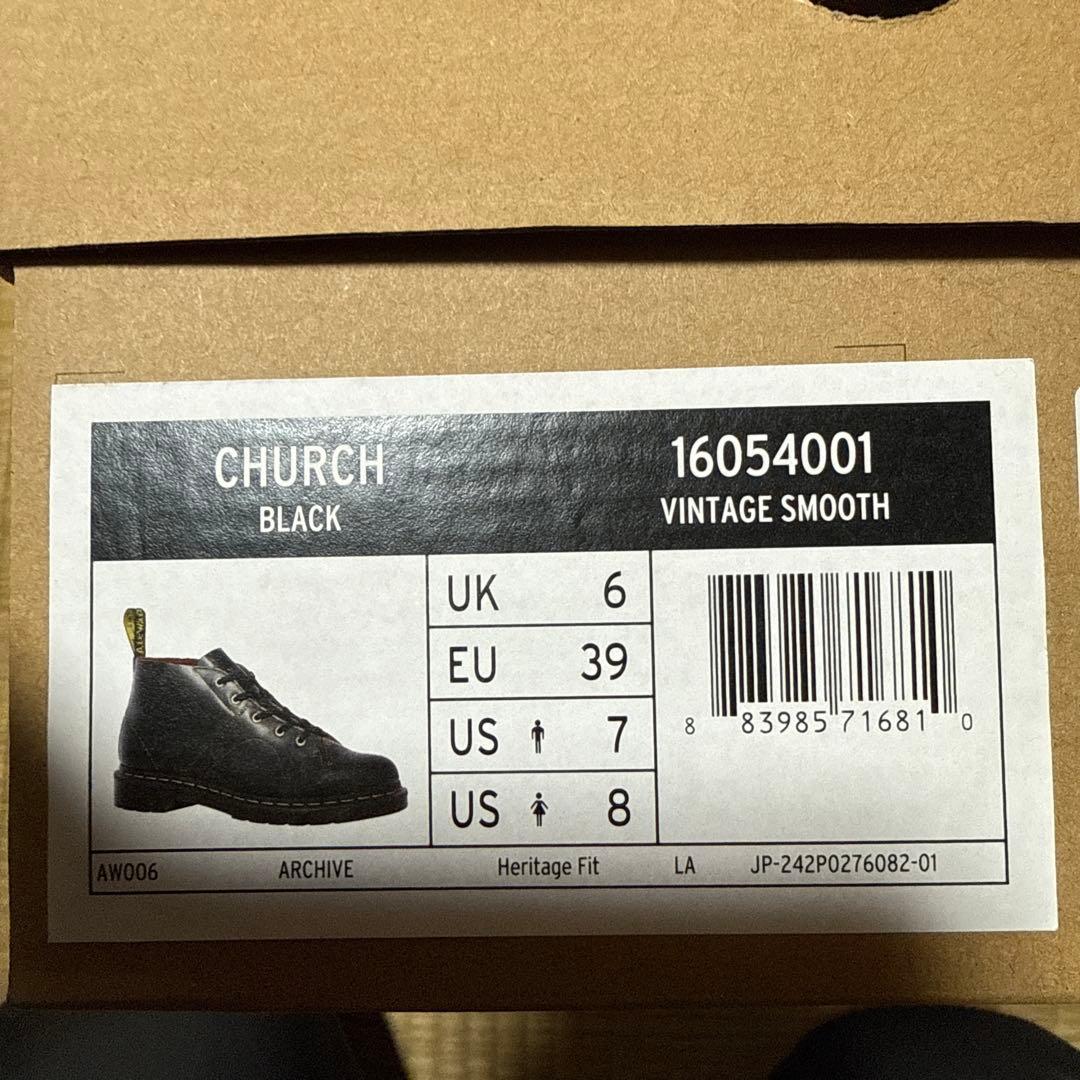 CHURCH
BLACK
16054001
VINTAGE SMOOTH
UK 6
EU 39
US 7
US 8
8 83985 71681 0
AW006 ARCHIVE Heritage Fit LA JP-242P0276082-01